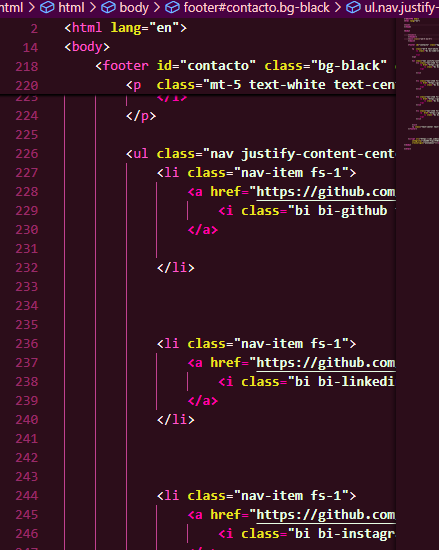 html > html > body > footer#contacto.bg-black > ul.nav.justify-
2 <html lang="en">
14 <body>
218 <footer id="contacto" class="bg-black"
220 <p class="mt-5 text-white text-cen
223 </i>
224 </p>
225
226 <ul class="nav justify-content-cent
227 <li class="nav-item fs-1">
228 <a href="https://github.com
229 <i class="bi bi-github
230 </a>
231
232 </li>
233
234
235
236 <li class="nav-item fs-1">
237 <a href="https://github.com
238 <i class="bi bi-linkedi
239 </a>
240 </li>
241
242
243
244 <li class="nav-item fs-1">
245 <a href="https://github.com
246 <i class="bi bi-instagr